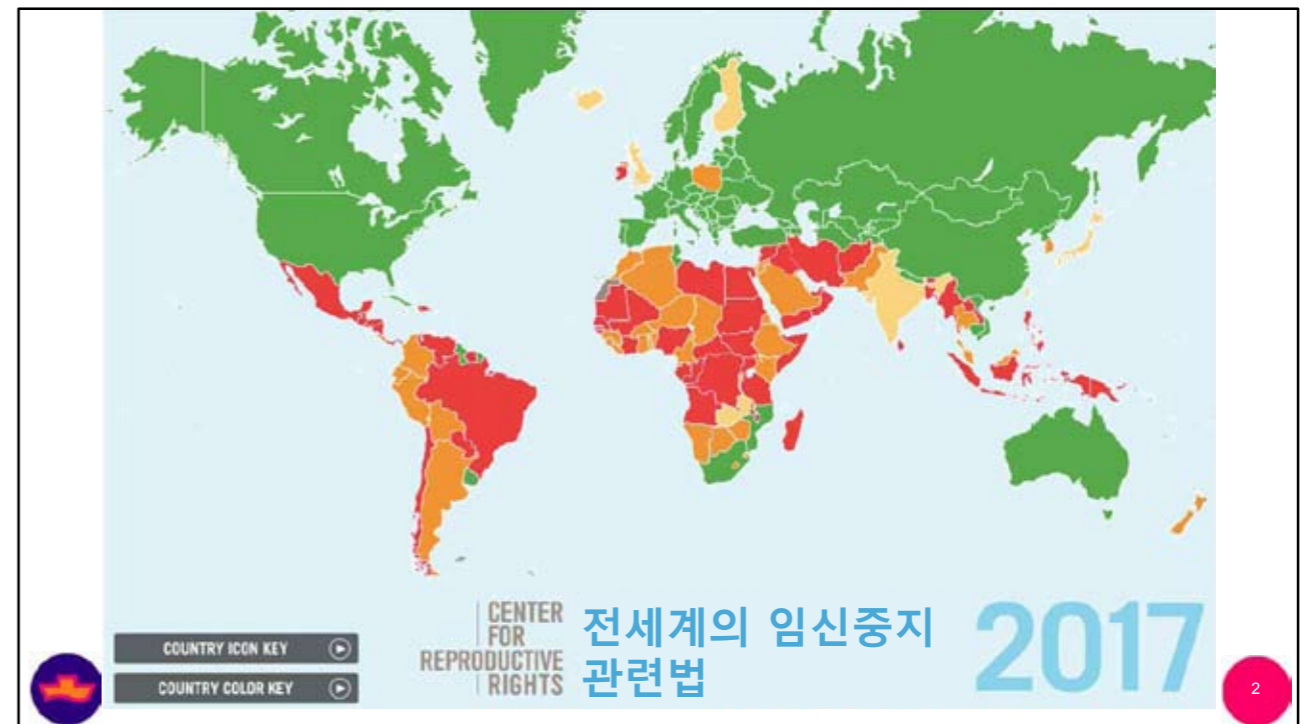 CENTER
FOR
REPRODUCTIVE
RIGHTS
전세계의 임신중지
관련법
2017
COUNTRY ICON KEY
COUNTRY COLOR KEY
2